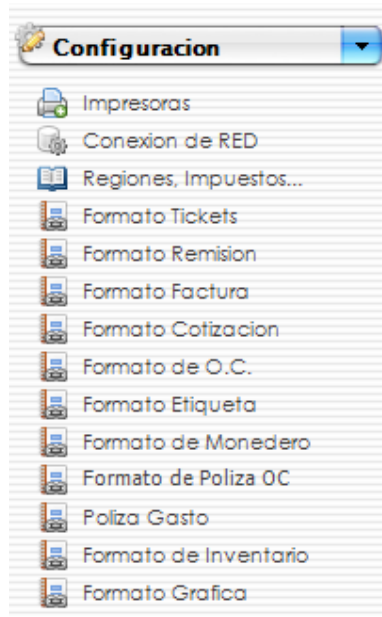 Configuracion
Impresoras
Conexion de RED
Regiones, Impuestos...
Formato Tickets
Formato Remision
Formato Factura
Formato Cotizacion
Formato de O.C.
Formato Etiqueta
Formato de Monedero
Formato de Poliza OC
Poliza Gasto
Formato de Inventario
Formato Grafica